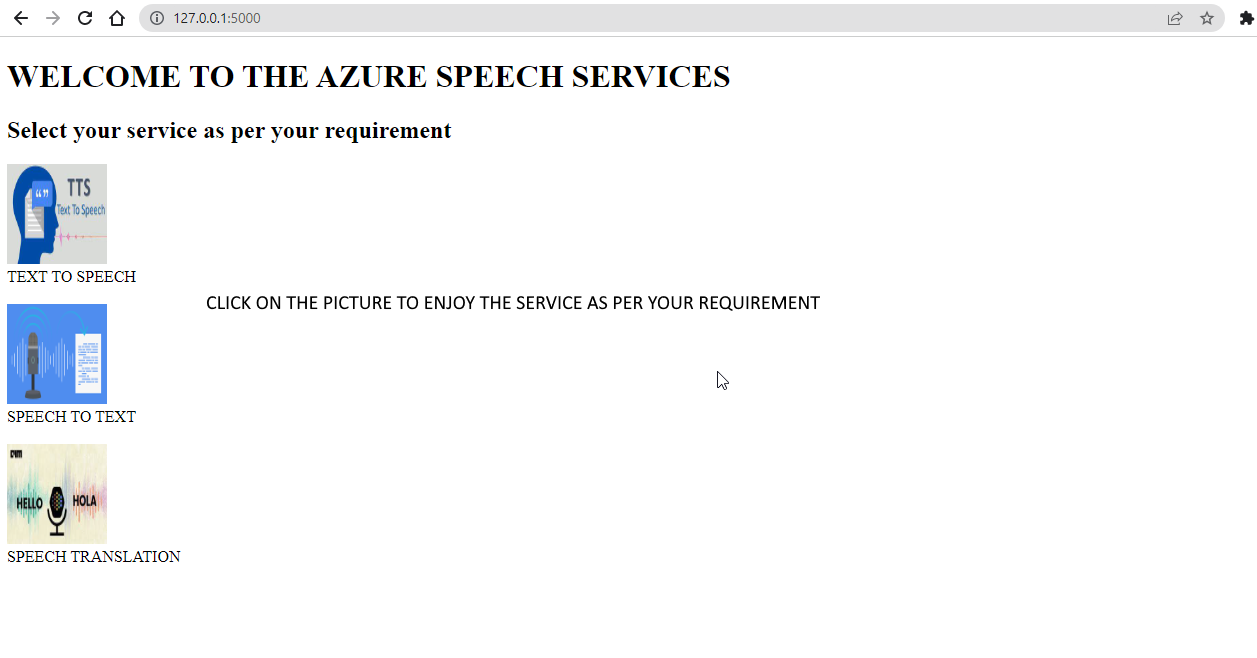 127.0.0.1:5000
WELCOME TO THE AZURE SPEECH SERVICES
Select your service as per your requirement
TTS
Text To Speech
TEXT TO SPEECH
CLICK ON THE PICTURE TO ENJOY THE SERVICE AS PER YOUR REQUIREMENT
SPEECH TO TEXT
HELLO
HOLA
SPEECH TRANSLATION